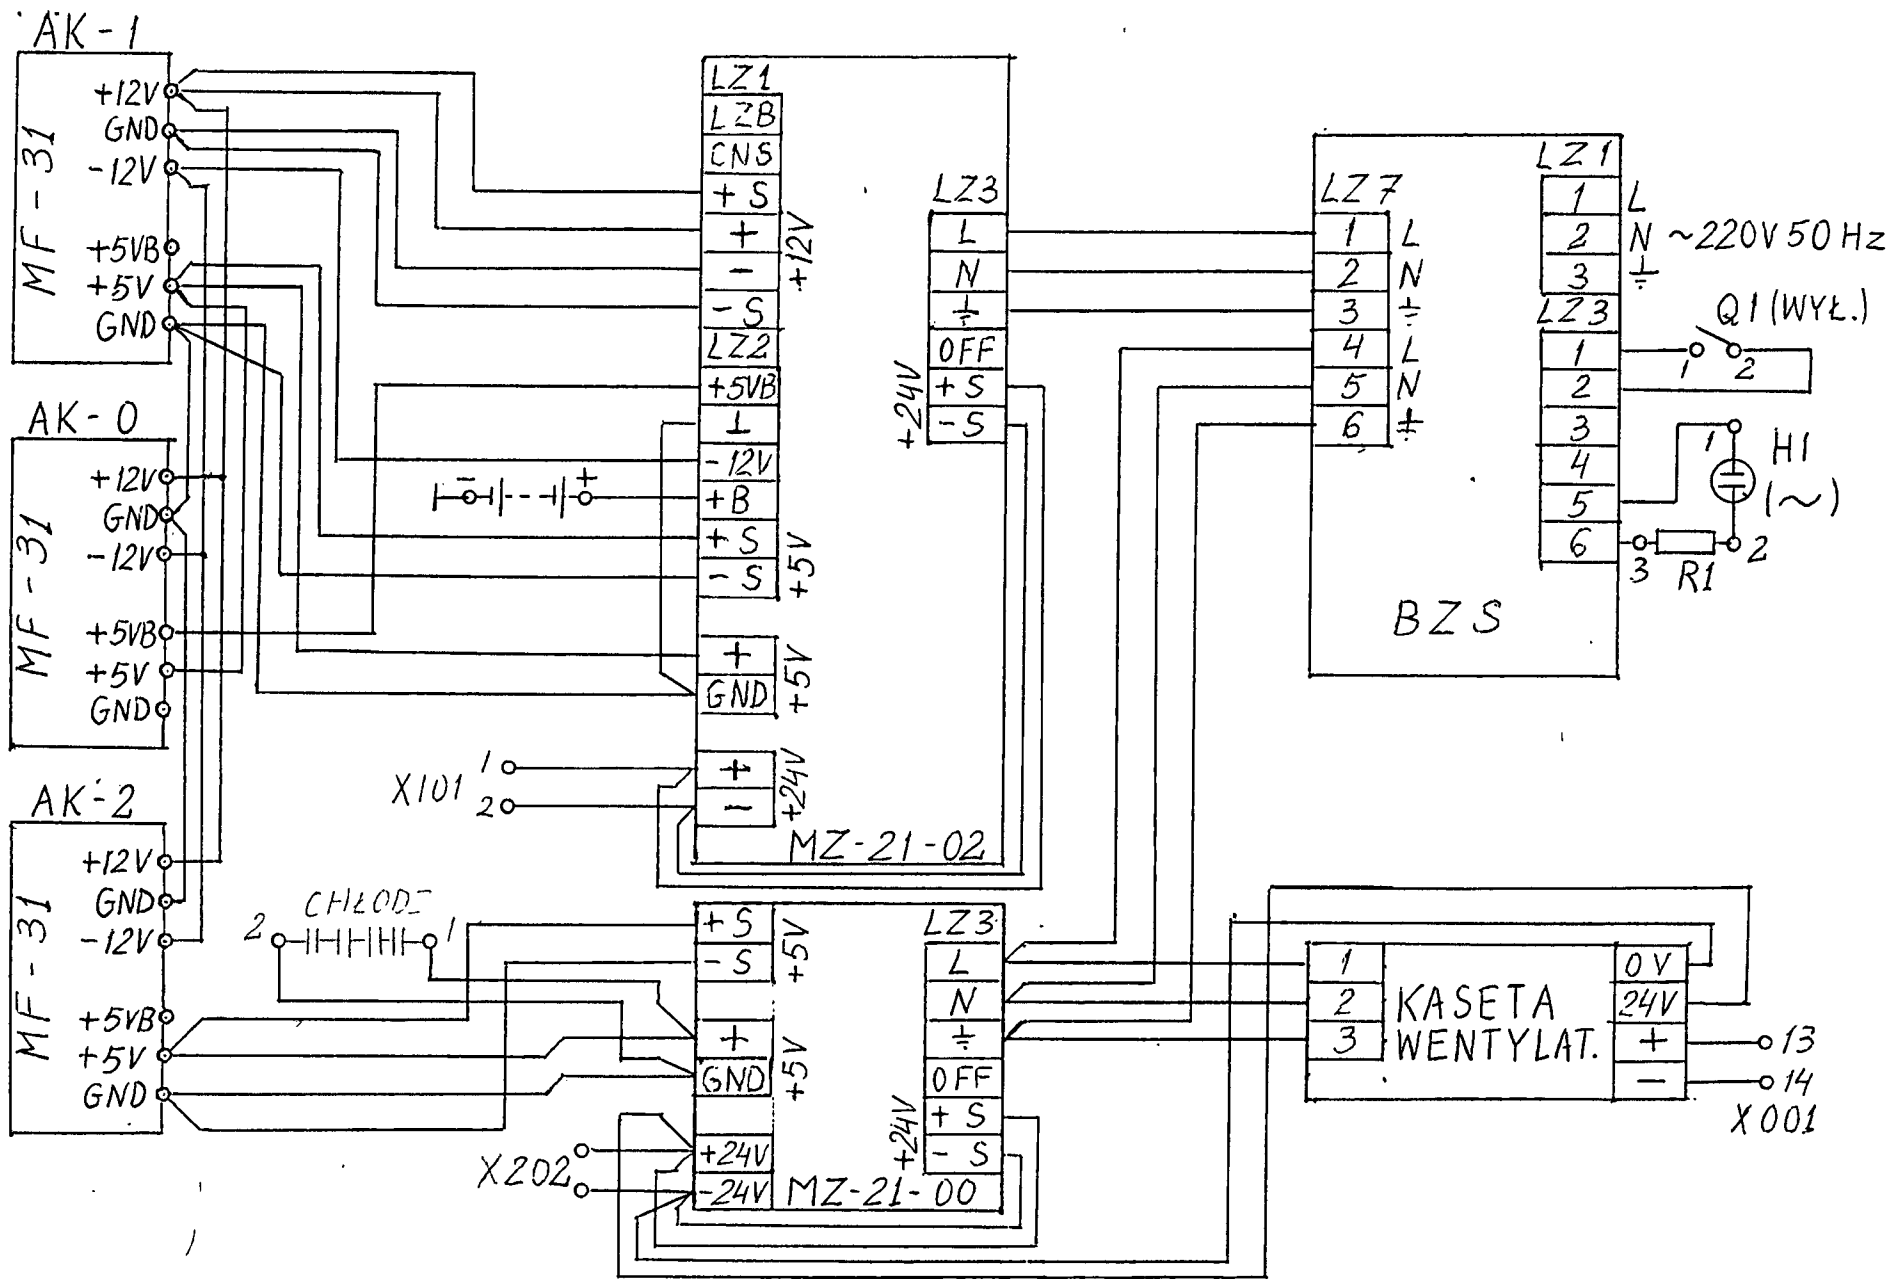 AK-1
+12V
GND
-12V
+5VB
+5V
GND
MF-31
AK-0
+12V
GND
-12V
+5VB
+5V
GND
MF-31
AK-2
+12V
GND
-12V
+5VB
+5V
GND
MF-31
LZ1
LZB
CNS
+S
+
-
-S
+12V
LZ2
+5VB
⊥
-12V
+B
+S
-S
+5V
+
GND
+5V
+
-
+24V
LZ3
L
N
⏚
OFF
+S
-S
+24V
MZ-21-02
- +
X101
1
2
2
1
+S
-S
+5V
+
GND
+5V
+24V
-24V
X202
LZ3
L
N
⏚
OFF
+S
-S
+24V
MZ-21-00
LZ7
1 L
2 N
3 ⏚
4 L
5 N
6 ⏚
LZ1
1 L
2 N ~220V 50Hz
3 ⏚
LZ3
1
2
3
4
5
6
Q1 (WYŁ.)
1 2
1
H1
(~)
2
3
R1
BZS
1
2
3
KASETA
WENTYLAT.
0V
24V
+ 13
- 14
X001